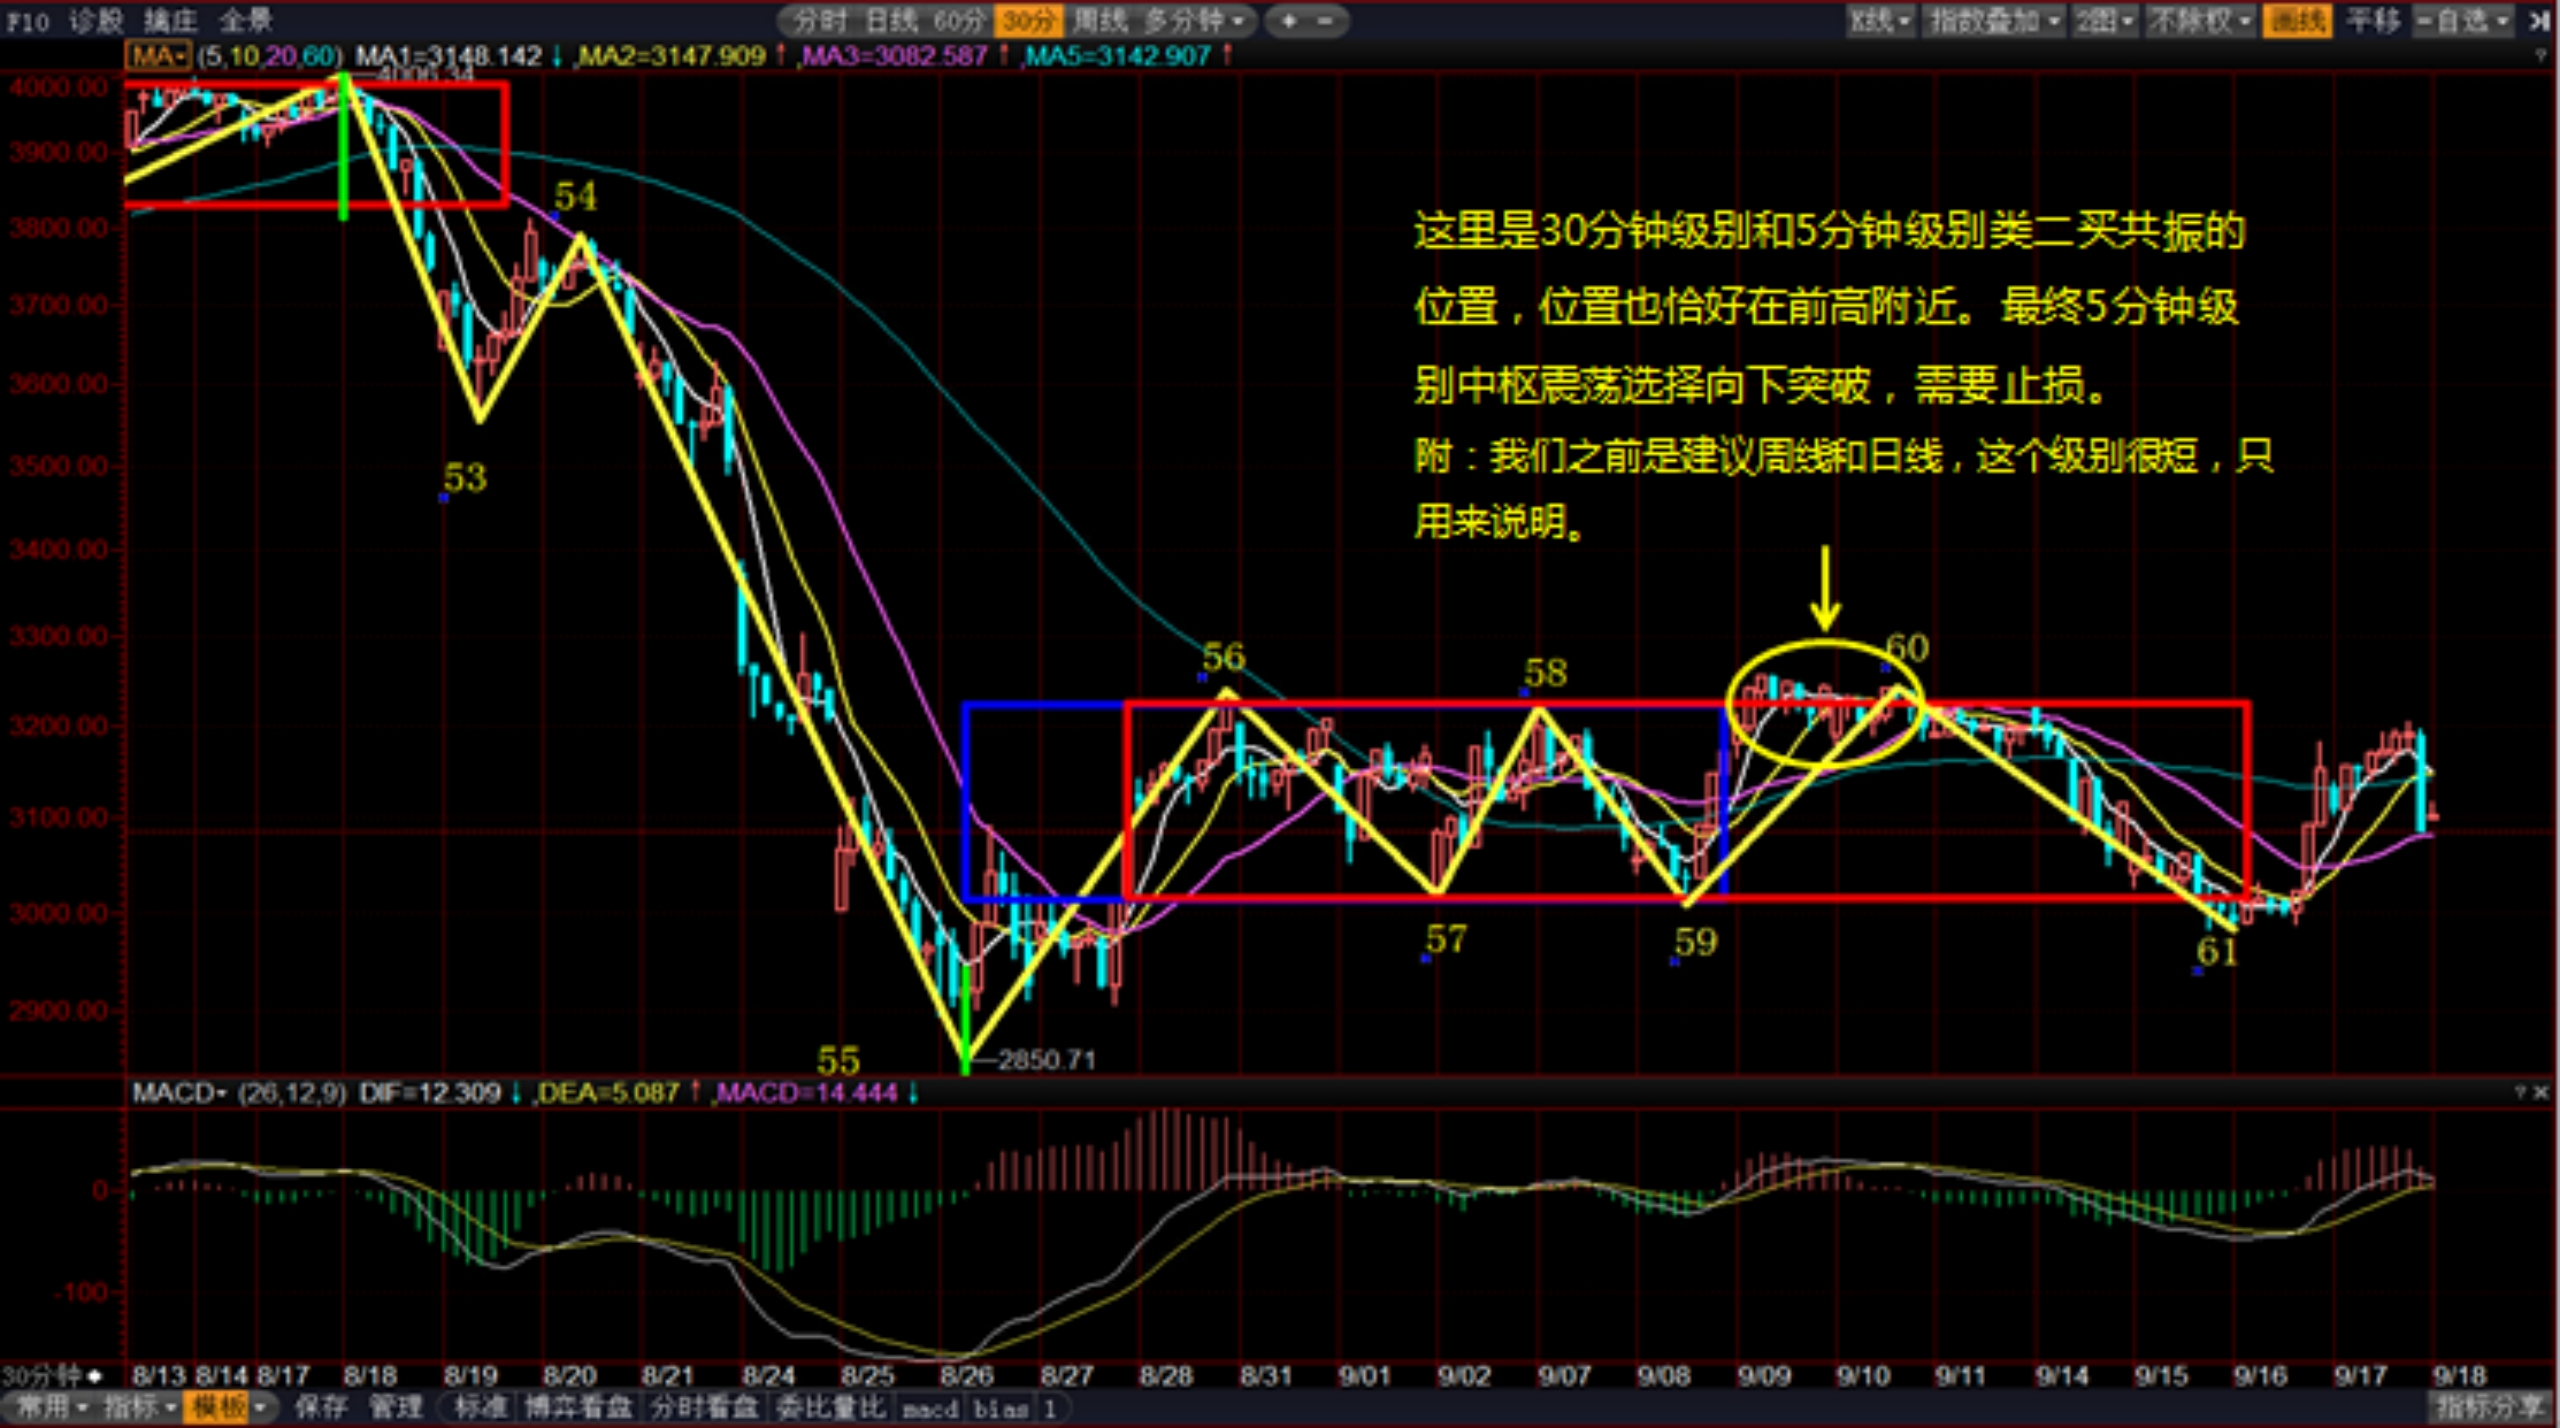 F10 诊股 擒庄 全景 分时 日线 60分 30分 周线 多分钟 + - K线 指数叠加 2图 不除权 画线 平移 -自选
MA (5,10,20,60) MA1=3148.142↓,MA2=3147.909↑,MA3=3082.587↑,MA5=3142.907↑ ?
4006.34
4000.00
3900.00
54
3800.00
这里是30分钟级别和5分钟级别类二买共振的
3700.00
位置，位置也恰好在前高附近。最终5分钟级
3600.00
别中枢震荡选择向下突破，需要止损。
53
3500.00
附：我们之前是建议周线和日线，这个级别很短，只
用来说明。
3400.00
3300.00
56
58
60
3200.00
3100.00
3000.00
57
59
61
2900.00
55
2850.71
MACD (26,12,9) DIF=12.309↓,DEA=5.087↑,MACD=14.444↓ ? ×
0
-100
30分钟 8/13 8/14 8/17 8/18 8/19 8/20 8/21 8/24 8/25 8/26 8/27 8/28 8/31 9/01 9/02 9/07 9/08 9/09 9/10 9/11 9/14 9/15 9/16 9/17 9/18
常用 指标 模板 保存 管理 标准 博弈看盘 分时看盘 委比量比 macd bias 1 指标分享